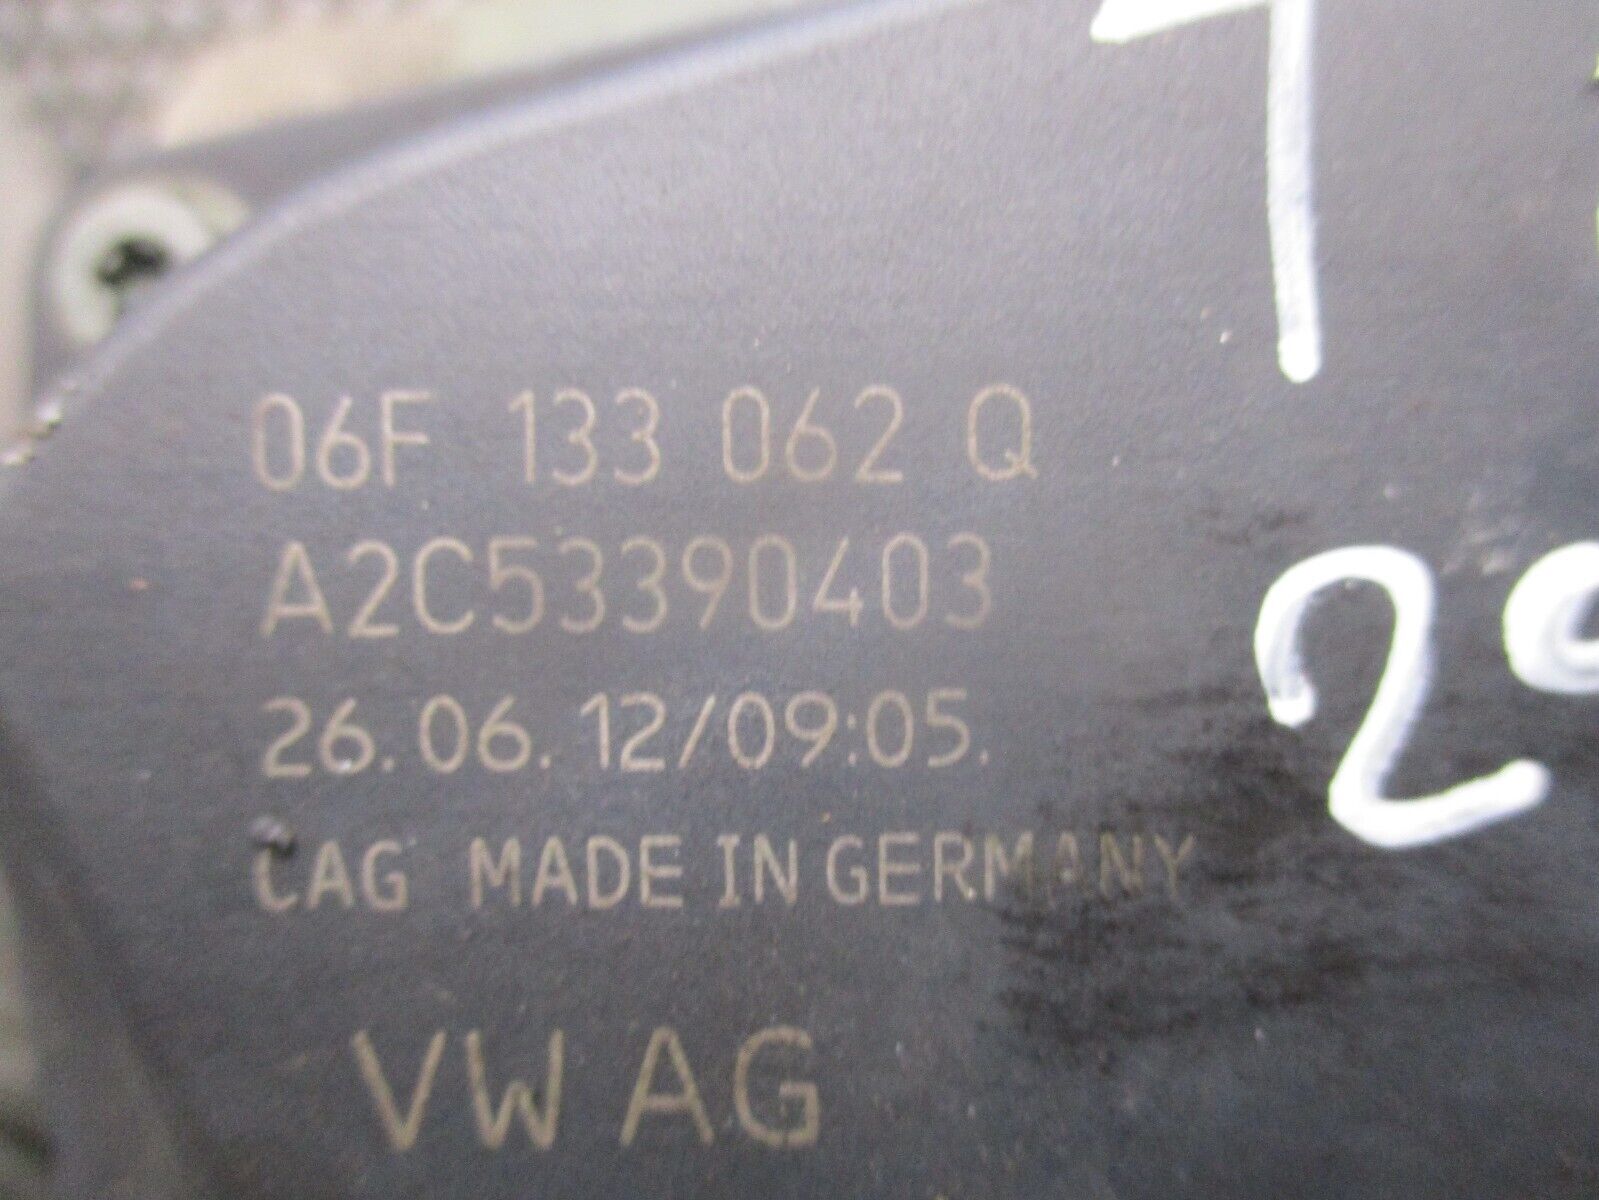 06F 133 062 Q
A2C53390403
26.06.12/09:05.
CAG MADE IN GERMANY
VW AG